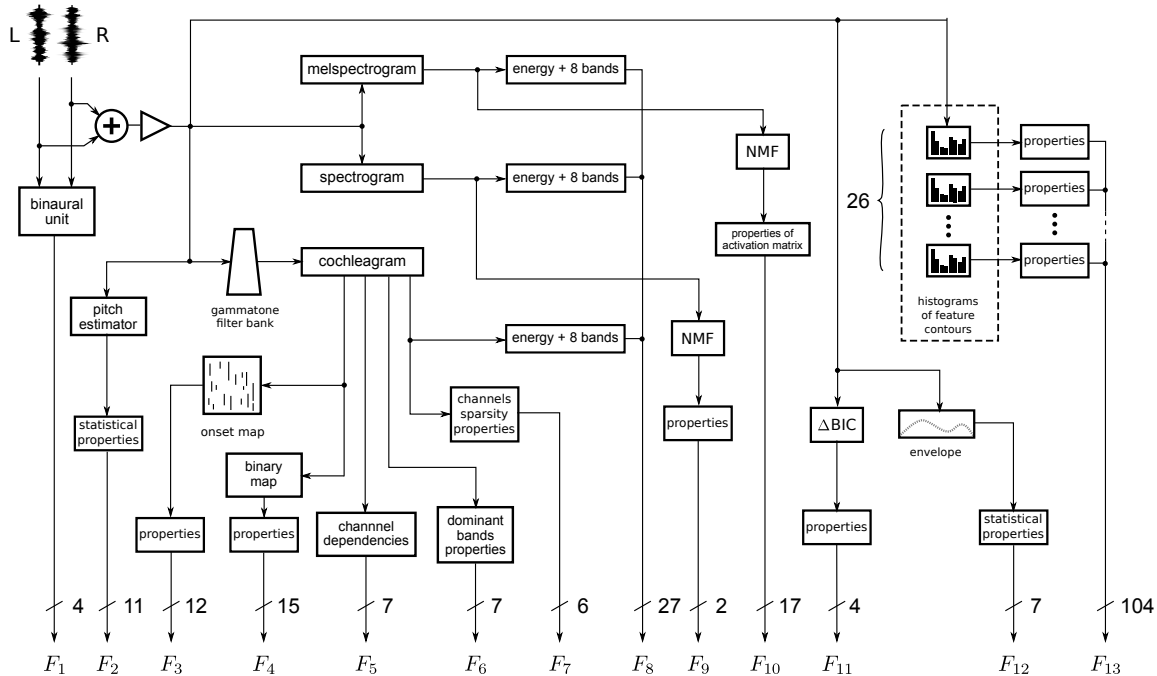 L
R
melspectrogram
energy + 8 bands
NMF
properties
spectrogram
energy + 8 bands
binaural
unit
26
properties
properties of
activation matrix
cochleagram
properties
gammatone
filter bank
histograms
of feature
contours
pitch
estimator
energy + 8 bands
NMF
onset map
channels
sparsity
properties
statistical
properties
properties
ΔBIC
envelope
binary
map
properties
properties
channnel
dependencies
dominant
bands
properties
properties
statistical
properties
4
11
12
15
7
7
6
27
2
17
4
7
104
F1
F2
F3
F4
F5
F6
F7
F8
F9
F10
F11
F12
F13